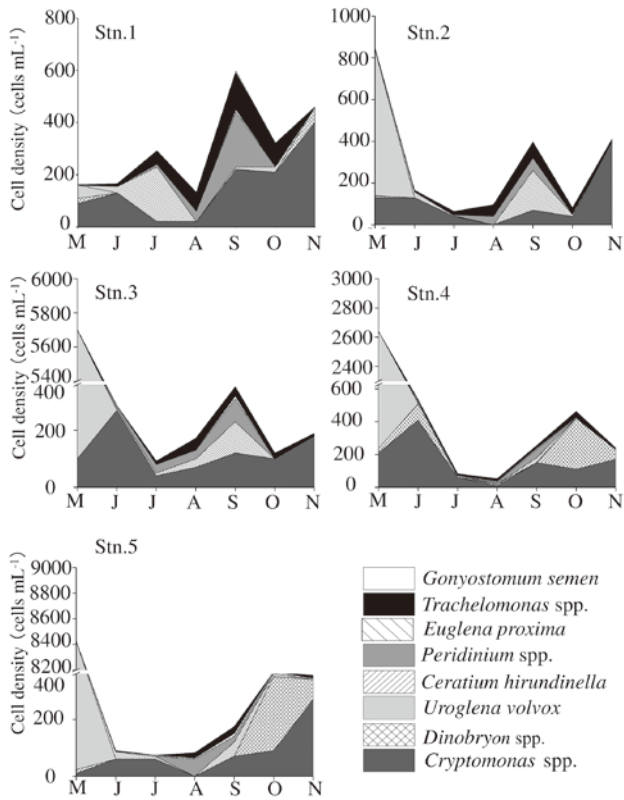 Stn.1
Cell density (cells mL⁻¹)
800
600
400
200
0
M J J A S O N
Stn.2
1000
800
600
400
200
0
M J J A S O N
Stn.3
Cell density (cells mL⁻¹)
6000
5800
5600
5400
400
200
0
M J J A S O N
Stn.4
3000
2800
2600
2400
600
400
200
0
M J J A S O N
Stn.5
Cell density (cells mL⁻¹)
9000
8800
8600
8400
8200
400
200
0
M J J A S O N
Gonyostomum semen
Trachelomonas spp.
Euglena proxima
Peridinium spp.
Ceratium hirundinella
Uroglena volvox
Dinobryon spp.
Cryptomonas spp.